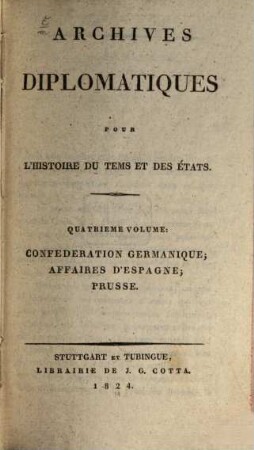 ARCHIVES
DIPLOMATIQUES
POUR
L'HISTOIRE DU TEMS ET DES ÉTATS.
QUATRIEME VOLUME:
CONFEDERATION GERMANIQUE;
AFFAIRES D'ESPAGNE;
PRUSSE.
STUTTGART ET TUBINGUE,
LIBRAIRIE DE J. G. COTTA.
1824.